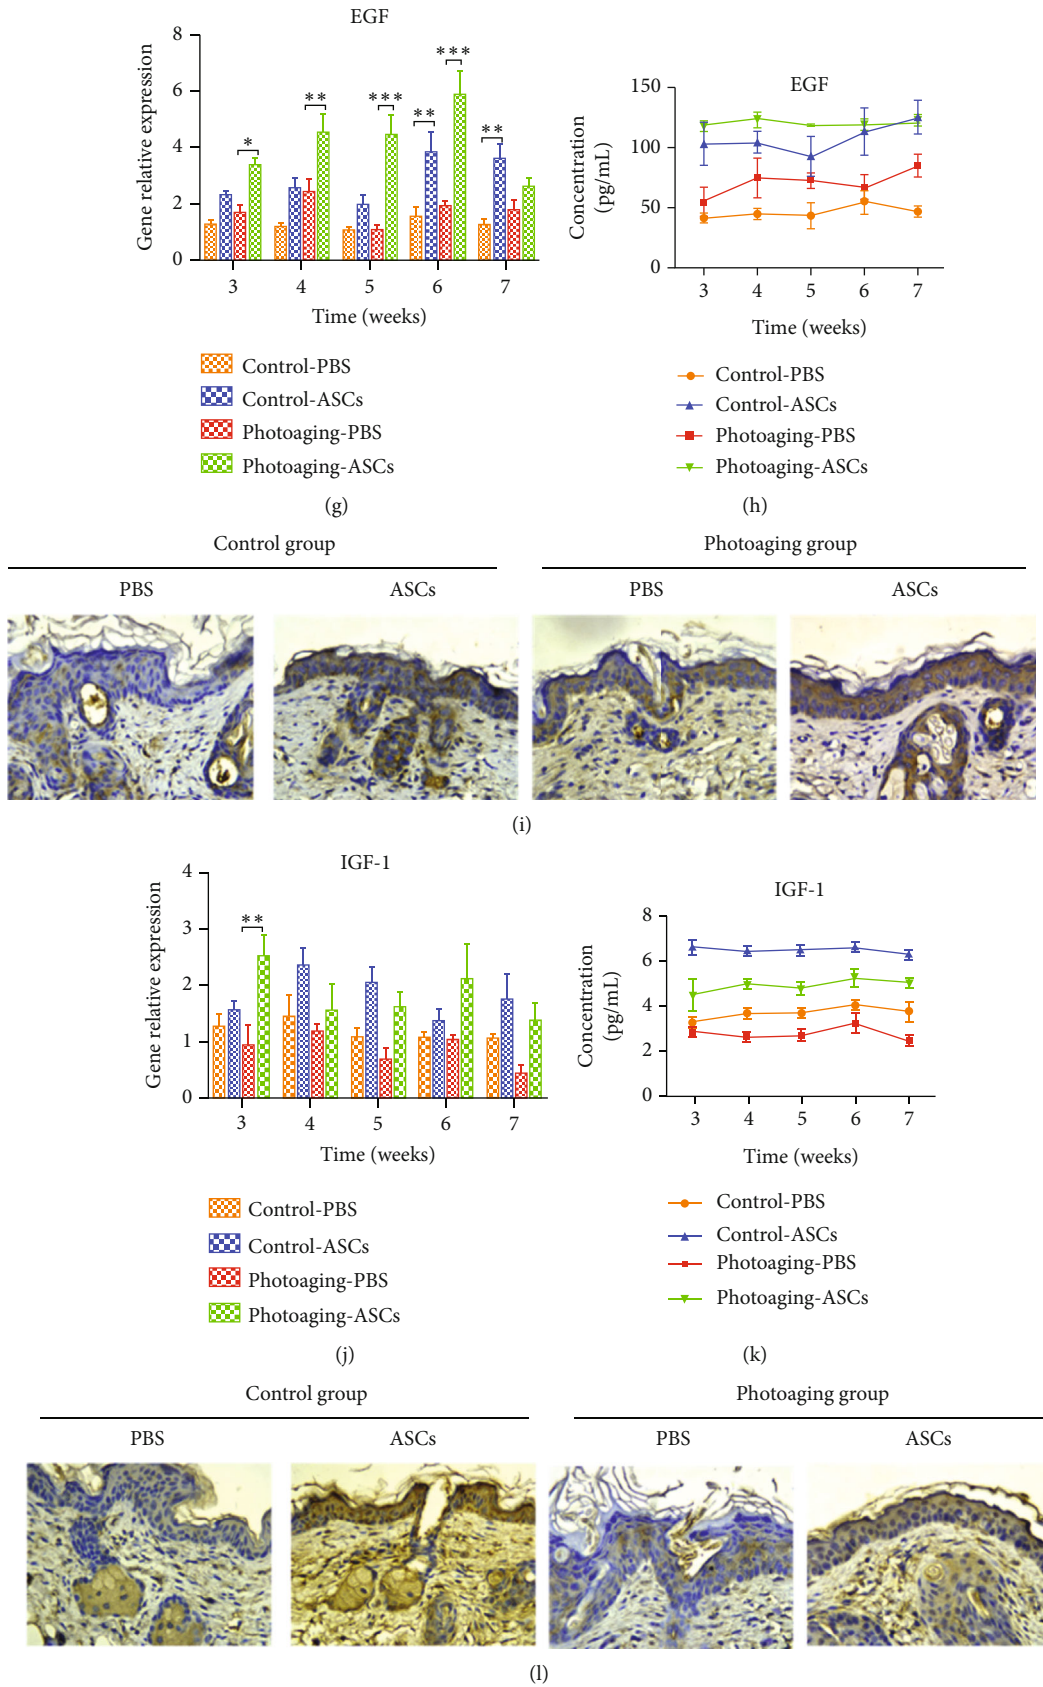 EGF
Gene relative expression
8
6
4
2
0
*
**
***
**
***
**
3 4 5 6 7
Time (weeks)
Control-PBS
Control-ASCs
Photoaging-PBS
Photoaging-ASCs
(g)
EGF
Concentration
(pg/mL)
150
100
50
0
3 4 5 6 7
Time (weeks)
Control-PBS
Control-ASCs
Photoaging-PBS
Photoaging-ASCs
(h)
Control group
Photoaging group
PBS
ASCs
PBS
ASCs
(i)
IGF-1
Gene relative expression
4
3
2
1
0
**
3 4 5 6 7
Time (weeks)
Control-PBS
Control-ASCs
Photoaging-PBS
Photoaging-ASCs
(j)
IGF-1
Concentration
(pg/mL)
8
6
4
2
0
3 4 5 6 7
Time (weeks)
Control-PBS
Control-ASCs
Photoaging-PBS
Photoaging-ASCs
(k)
Control group
Photoaging group
PBS
ASCs
PBS
ASCs
(l)